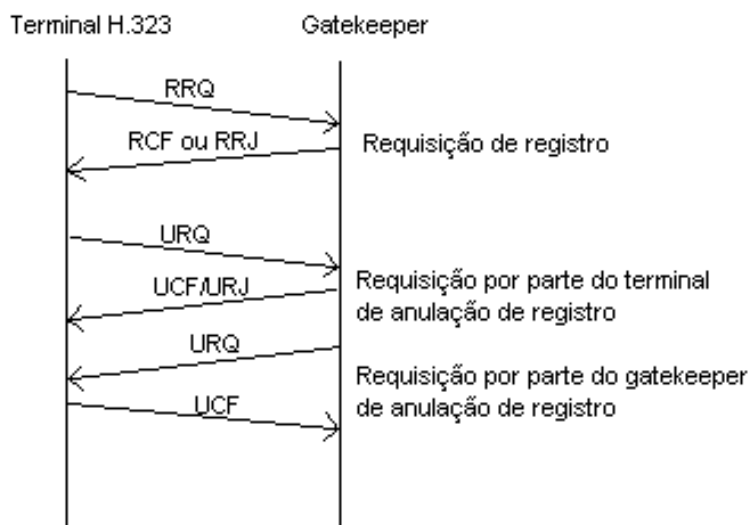 Terminal H.323
Gatekeeper
RRQ
RCF ou RRJ
Requisição de registro
URQ
UCF/URJ
Requisição por parte do terminal
de anulação de registro
URQ
Requisição por parte do gatekeeper
de anulação de registro
UCF